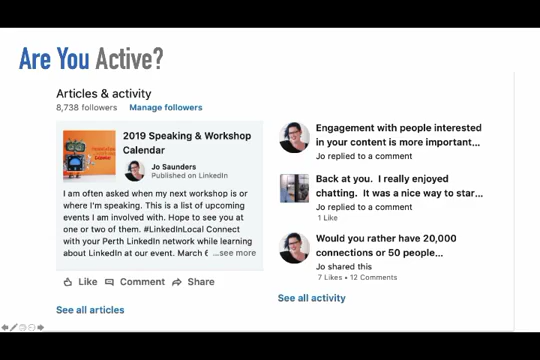 Are You Active?
Articles & activity
8,738 followers Manage followers
2019 Speaking & Workshop
Calendar
Jo Saunders
Published on LinkedIn
I am often asked when my next workshop is or
where I'm speaking. This is a list of upcoming
events I am involved with. Hope to see you at
one or two of them. #LinkedInLocal Connect
with your Perth LinkedIn network while learning
about LinkedIn at our event. March 6 ...see more
Like Comment Share
See all articles
Engagement with people interested
in your content is more important...
Jo replied to a comment
Back at you. I really enjoyed
chatting. It was a nice way to star...
Jo replied to a comment
1 Like
Would you rather have 20,000
connections or 50 people...
Jo shared this
7 Likes • 12 Comments
See all activity